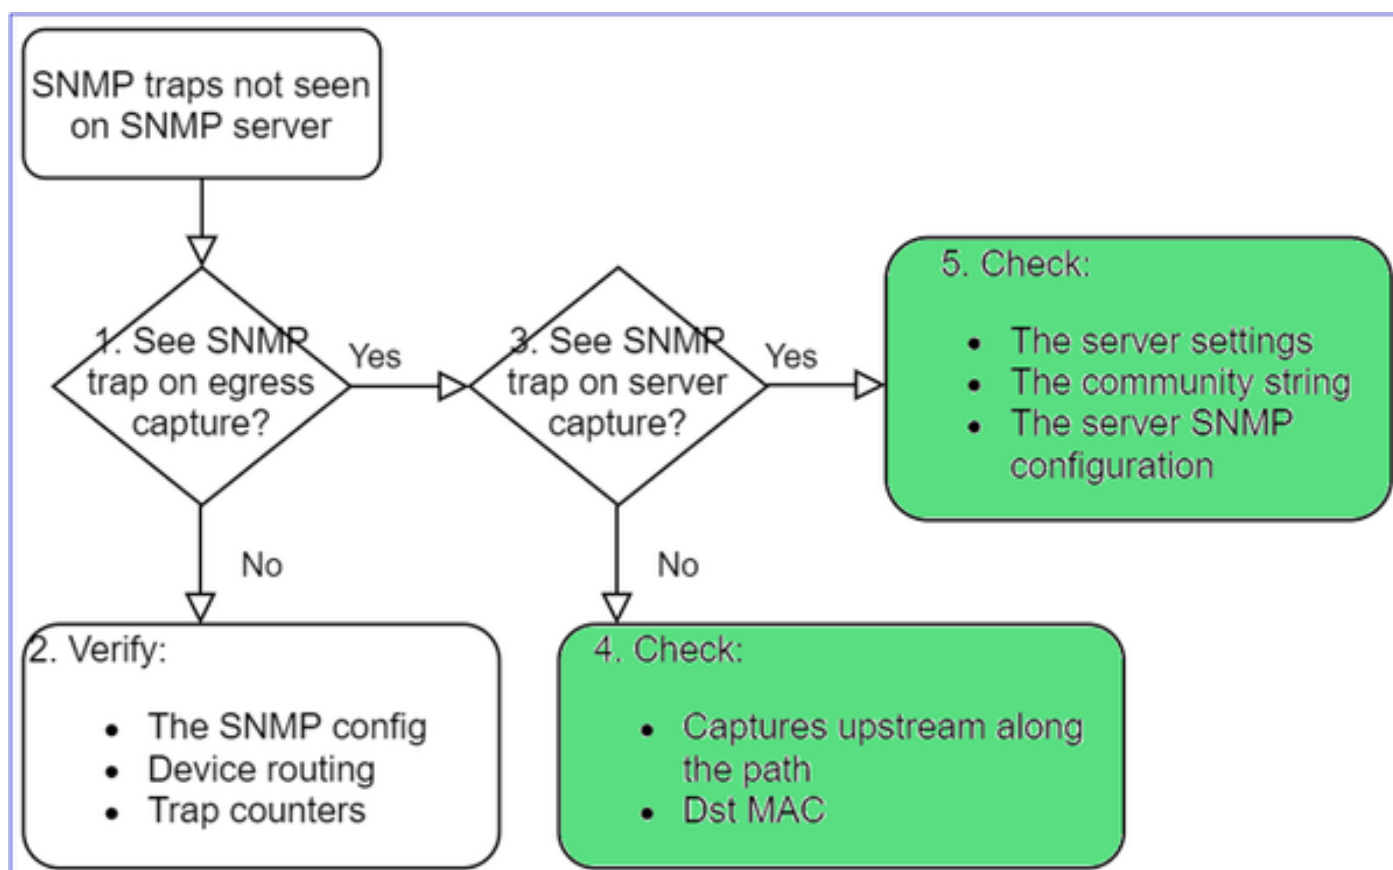 SNMP traps not seen
on SNMP server
1. See SNMP
trap on egress
capture?
Yes
No
2. Verify:
• The SNMP config
• Device routing
• Trap counters
3. See SNMP
trap on server
capture?
Yes
No
4. Check:
• Captures upstream along
the path
• Dst MAC
5. Check:
• The server settings
• The community string
• The server SNMP
configuration